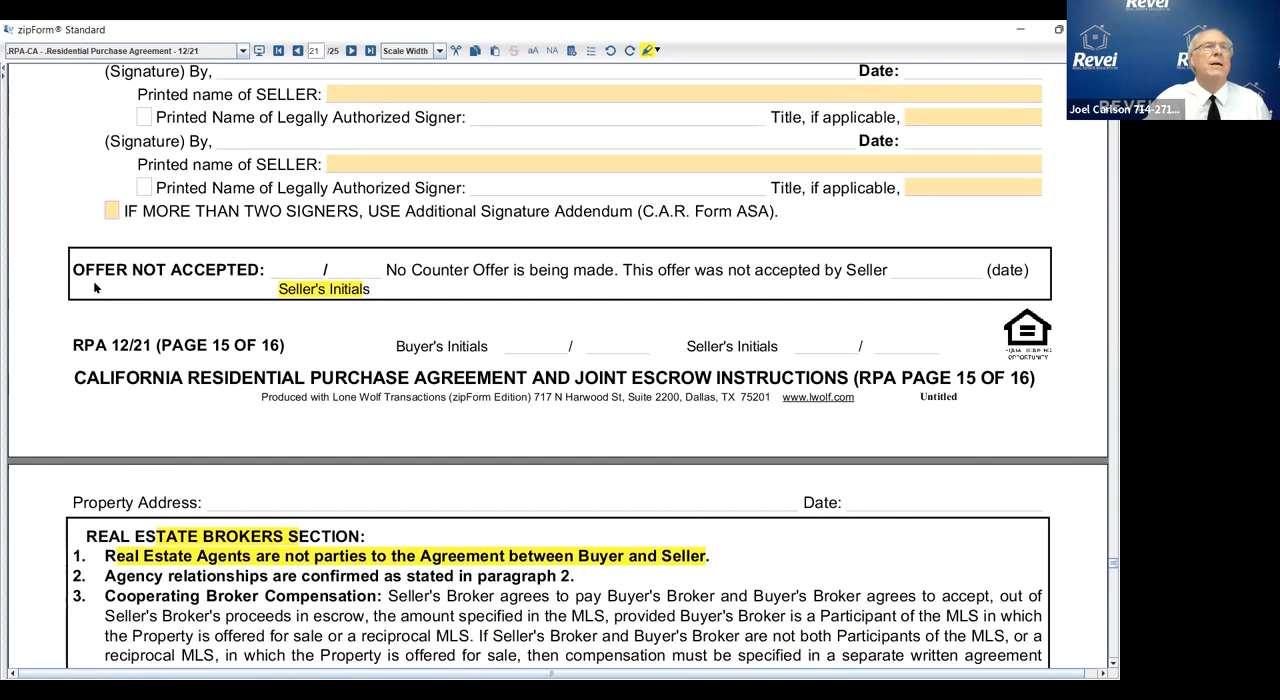 zipForm® Standard
.RPA-CA - .Residential Purchase Agreement - 12/21 21 /25 Scale Width aA NA
Revei
Revei
R
Joel Carlson 714-271...
(Signature) By, Date:
Printed name of SELLER:
Printed Name of Legally Authorized Signer: Title, if applicable,
(Signature) By, Date:
Printed name of SELLER:
Printed Name of Legally Authorized Signer: Title, if applicable,
IF MORE THAN TWO SIGNERS, USE Additional Signature Addendum (C.A.R. Form ASA).
OFFER NOT ACCEPTED: / No Counter Offer is being made. This offer was not accepted by Seller (date)
Seller's Initials
RPA 12/21 (PAGE 15 OF 16) Buyer's Initials / Seller's Initials /
EQUAL HOUSING
OPPORTUNITY
CALIFORNIA RESIDENTIAL PURCHASE AGREEMENT AND JOINT ESCROW INSTRUCTIONS (RPA PAGE 15 OF 16)
Produced with Lone Wolf Transactions (zipForm Edition) 717 N Harwood St, Suite 2200, Dallas, TX 75201 www.lwolf.com Untitled
Property Address: Date:
REAL ESTATE BROKERS SECTION:
1. Real Estate Agents are not parties to the Agreement between Buyer and Seller.
2. Agency relationships are confirmed as stated in paragraph 2.
3. Cooperating Broker Compensation: Seller's Broker agrees to pay Buyer's Broker and Buyer's Broker agrees to accept, out of
Seller's Broker's proceeds in escrow, the amount specified in the MLS, provided Buyer's Broker is a Participant of the MLS in which
the Property is offered for sale or a reciprocal MLS. If Seller's Broker and Buyer's Broker are not both Participants of the MLS, or a
reciprocal MLS, in which the Property is offered for sale, then compensation must be specified in a separate written agreement